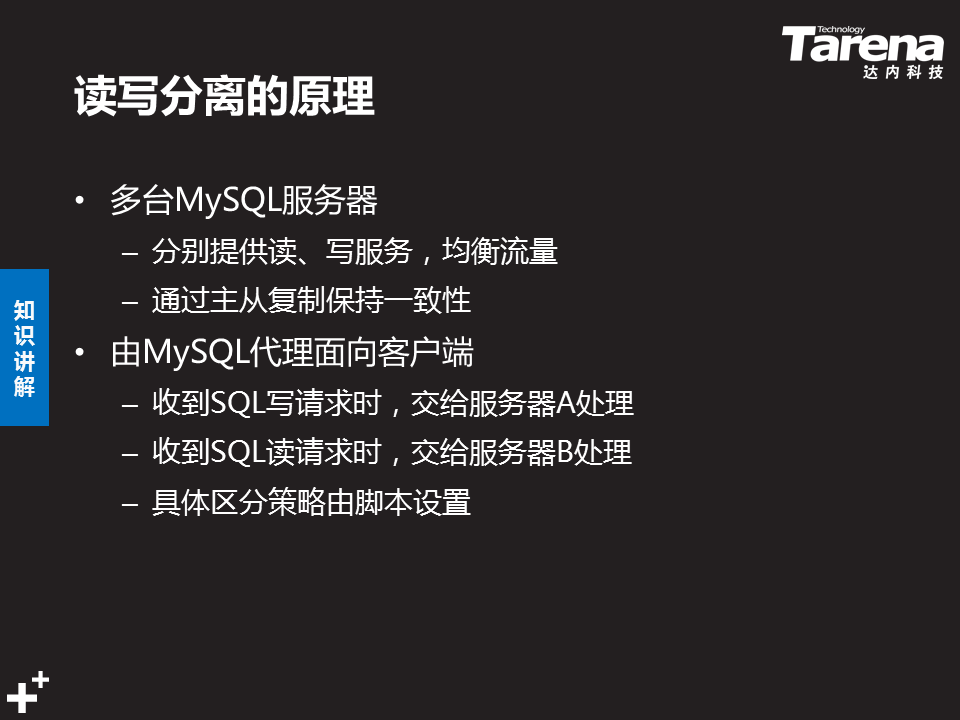 Technology
Tarena
达内科技
读写分离的原理
• 多台MySQL服务器
– 分别提供读、写服务，均衡流量
– 通过主从复制保持一致性
• 由MySQL代理面向客户端
– 收到SQL写请求时，交给服务器A处理
– 收到SQL读请求时，交给服务器B处理
– 具体区分策略由脚本设置
知识讲解